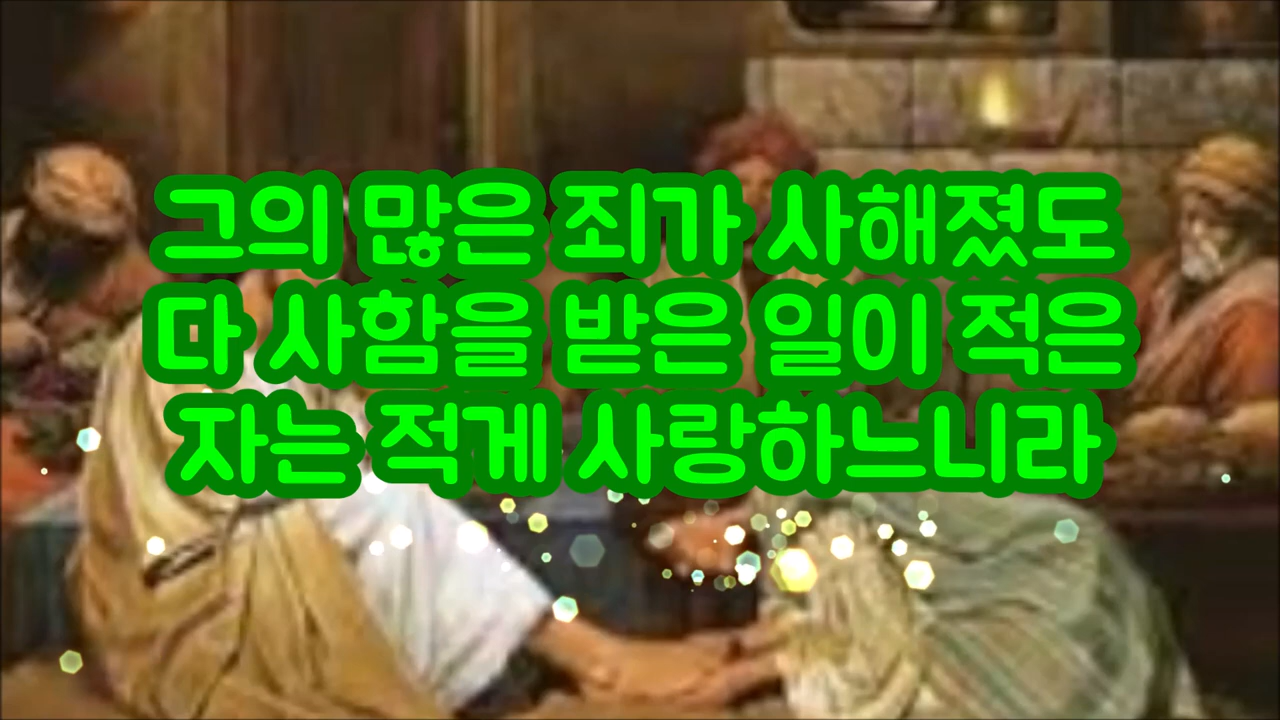 그의 많은 죄가 사해졌도
다 사함을 받은 일이 적은
자는 적게 사랑하느니라